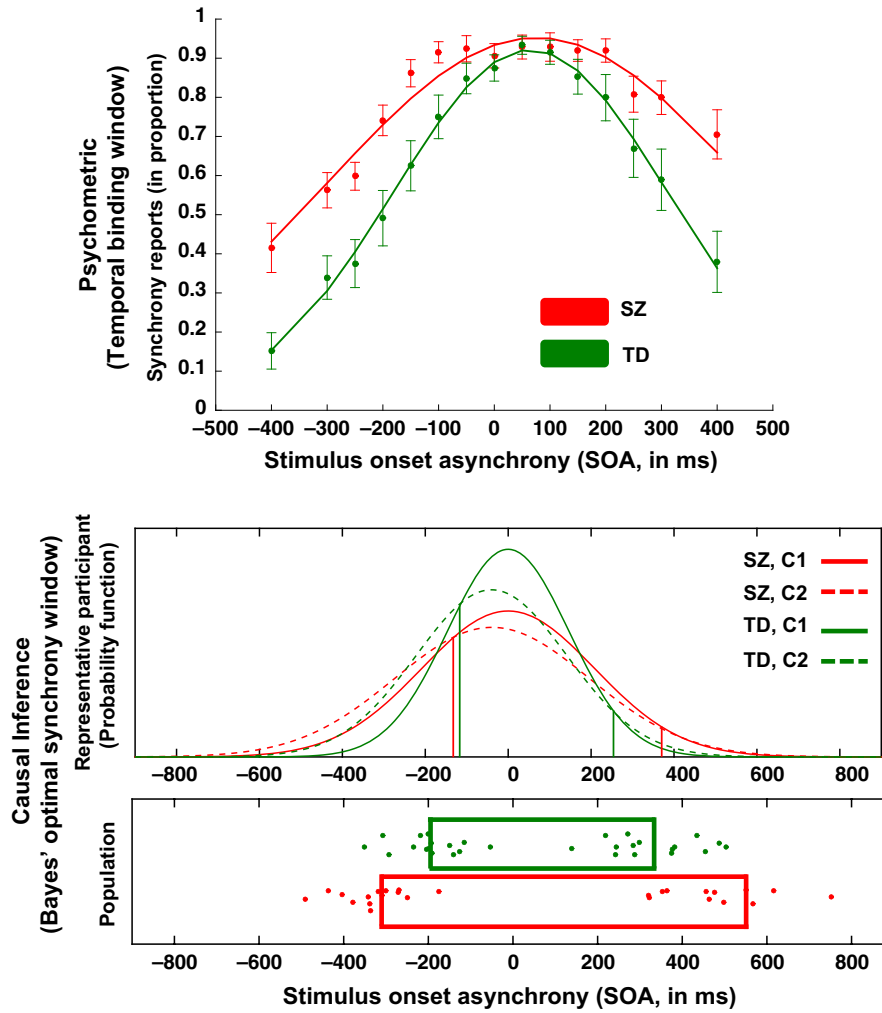 Psychometric
(Temporal binding window)
Synchrony reports (in proportion)
1
0.9
0.8
0.7
0.6
0.5
0.4
0.3
0.2
0.1
0
SZ
TD
−500 −400 −300 −200 −100 0 100 200 300 400 500
Stimulus onset asynchrony (SOA, in ms)
Causal Inference
(Bayes’ optimal synchrony window)
Representative participant
(Probability function)
SZ, C1
SZ, C2
TD, C1
TD, C2
−800 −600 −400 −200 0 200 400 600 800
Population
−800 −600 −400 −200 0 200 400 600 800
Stimulus onset asynchrony (SOA, in ms)